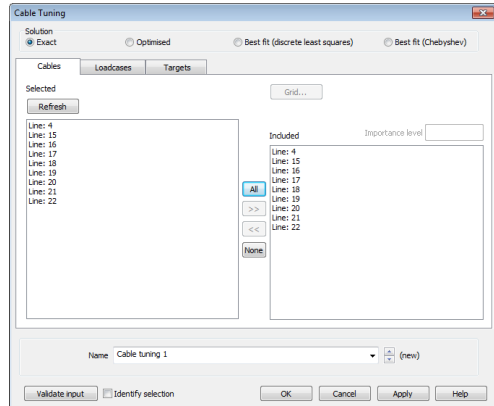 Cable Tuning
Solution
Exact
Optimised
Best fit (discrete least squares)
Best fit (Chebyshev)
Cables
Loadcases
Targets
Selected
Grid...
Refresh
Included
Importance level
Line: 4
Line: 15
Line: 16
Line: 17
Line: 18
Line: 19
Line: 20
Line: 21
Line: 22
All
>>
<<
None
Line: 4
Line: 15
Line: 16
Line: 17
Line: 18
Line: 19
Line: 20
Line: 21
Line: 22
Name
Cable tuning 1
(new)
Validate input
Identify selection
OK
Cancel
Apply
Help